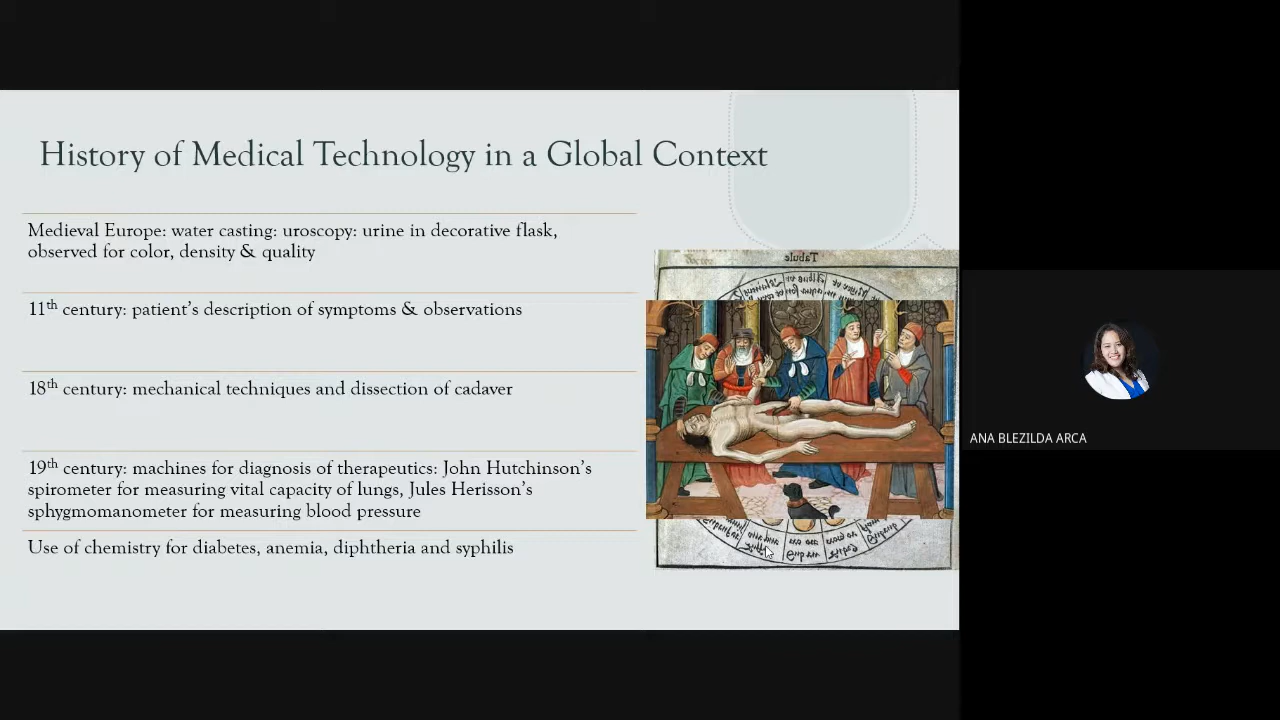 History of Medical Technology in a Global Context
Medieval Europe: water casting: uroscopy: urine in decorative flask,
observed for color, density & quality
11th century: patient's description of symptoms & observations
18th century: mechanical techniques and dissection of cadaver
19th century: machines for diagnosis of therapeutics: John Hutchinson's
spirometer for measuring vital capacity of lungs, Jules Herisson's
sphygmomanometer for measuring blood pressure
Use of chemistry for diabetes, anemia, diphtheria and syphilis
Tabule
ANA BLEZILDA ARCA